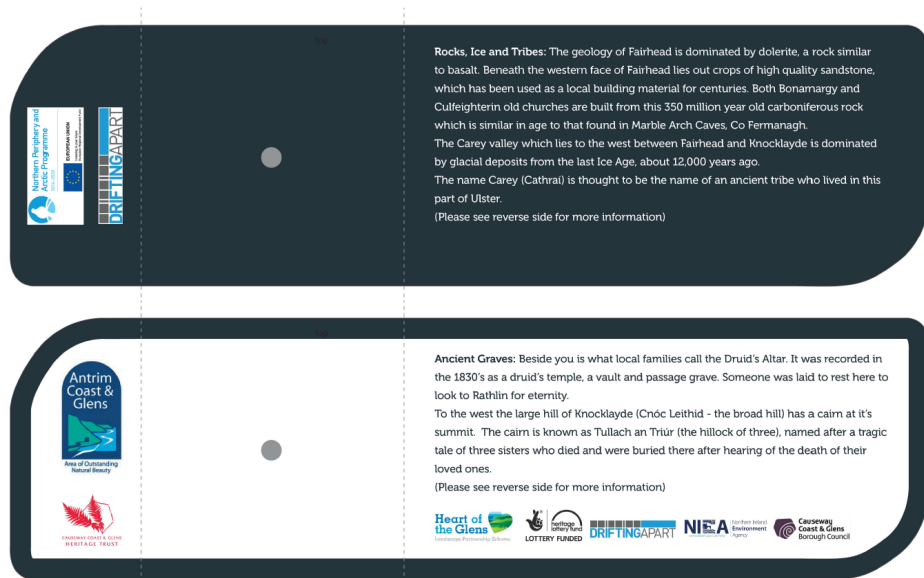 Northern Periphery and
Arctic Programme
2014–2020
EUROPEAN UNION
DRIFTINGAPART
Rocks, Ice and Tribes: The geology of Fairhead is dominated by dolerite, a rock similar
to basalt. Beneath the western face of Fairhead lies out crops of high quality sandstone,
which has been used as a local building material for centuries. Both Bonamargy and
Culfeighterin old churches are built from this 350 million year old carboniferous rock
which is similar in age to that found in Marble Arch Caves, Co Fermanagh.
The Carey valley which lies to the west between Fairhead and Knocklayde is dominated
by glacial deposits from the last Ice Age, about 12,000 years ago.
The name Carey (Cathraí) is thought to be the name of an ancient tribe who lived in this
part of Ulster.
(Please see reverse side for more information)
Antrim
Coast &
Glens
Area of Outstanding
Natural Beauty
CAUSEWAY COAST & GLENS
HERITAGE TRUST
Ancient Graves: Beside you is what local families call the Druid's Altar. It was recorded in
the 1830's as a druid's temple, a vault and passage grave. Someone was laid to rest here to
look to Rathlin for eternity.
To the west the large hill of Knocklayde (Cnóc Leithid - the broad hill) has a cairn at it's
summit. The cairn is known as Tullach an Triúr (the hillock of three), named after a tragic
tale of three sisters who died and were buried there after hearing of the death of their
loved ones.
(Please see reverse side for more information)
Heart of
the Glens
Landscape Partnership Scheme
heritage
lottery fund
LOTTERY FUNDED
DRIFTINGAPART
NIEA
Northern Ireland
Environment
Agency
Causeway
Coast & Glens
Borough Council